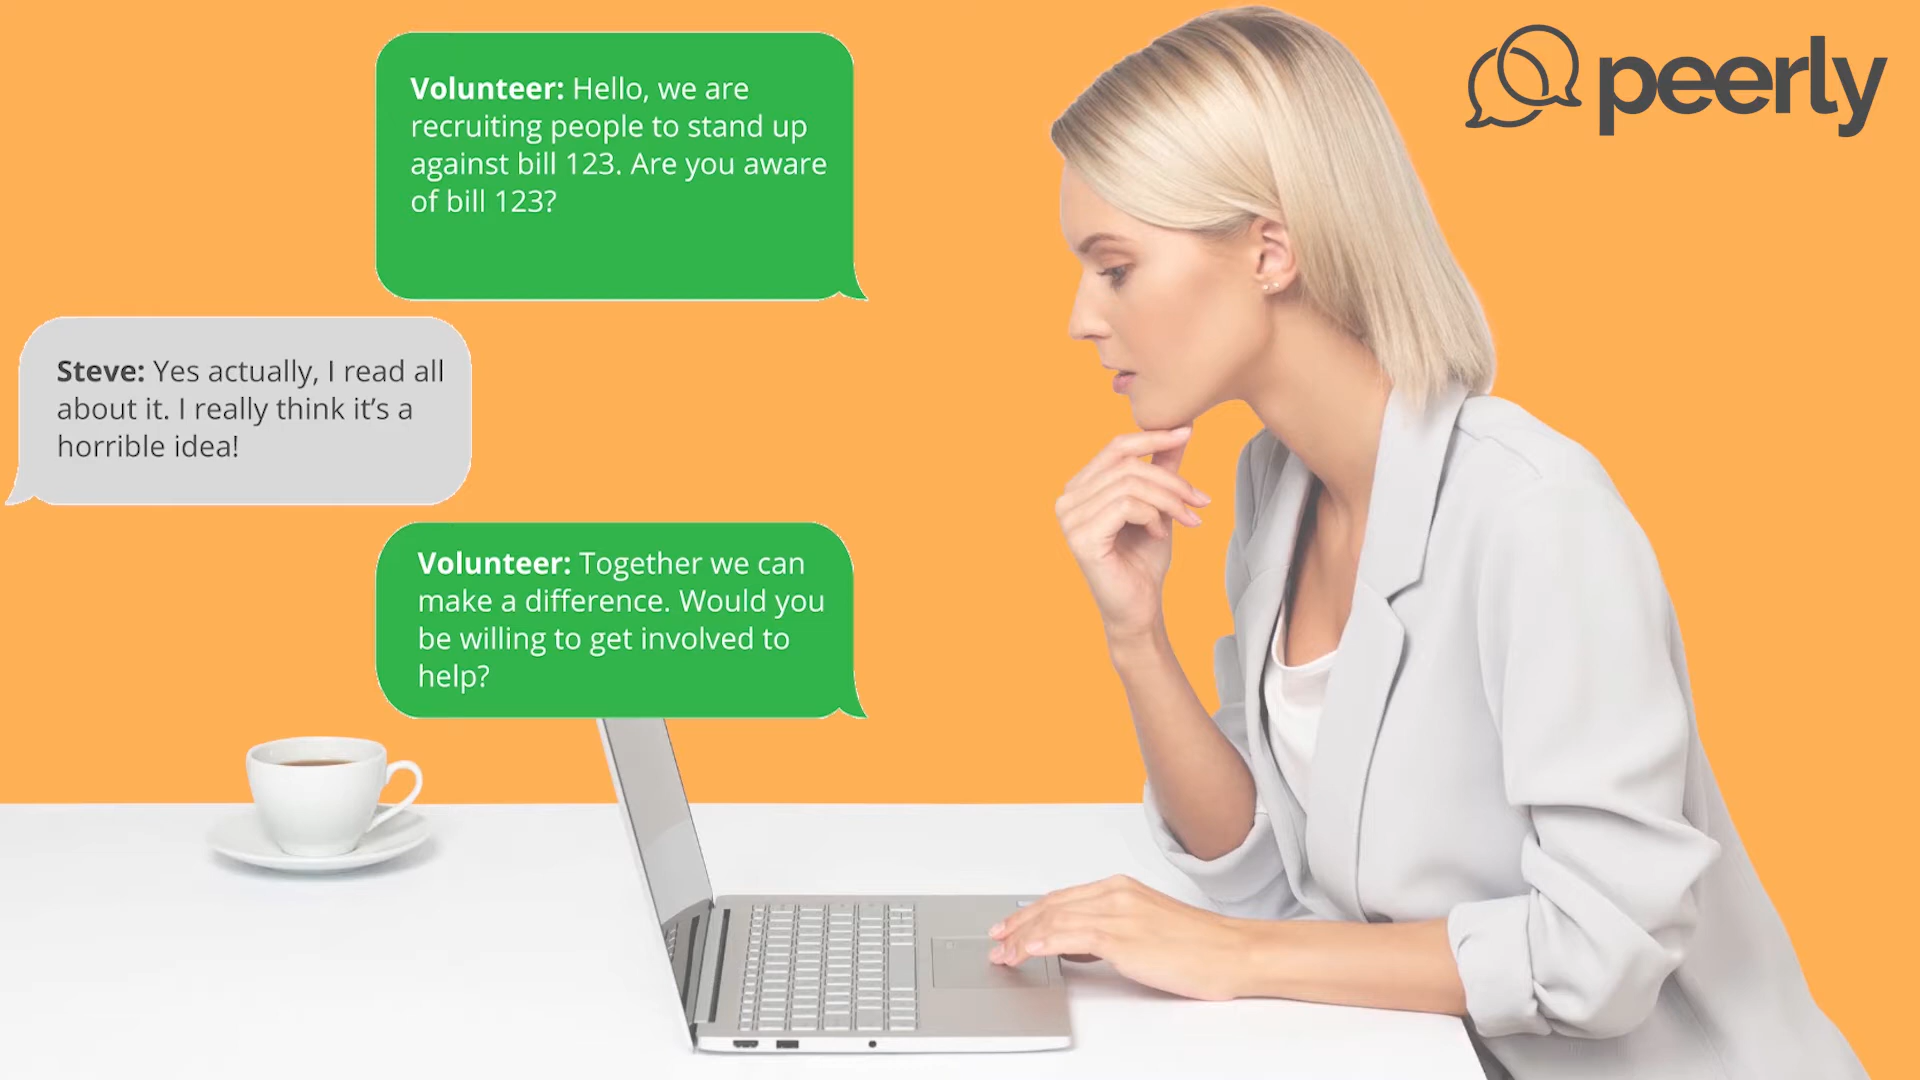 peerly
Volunteer: Hello, we are
recruiting people to stand up
against bill 123. Are you aware
of bill 123?
Steve: Yes actually, I read all
about it. I really think it’s a
horrible idea!
Volunteer: Together we can
make a difference. Would you
be willing to get involved to
help?